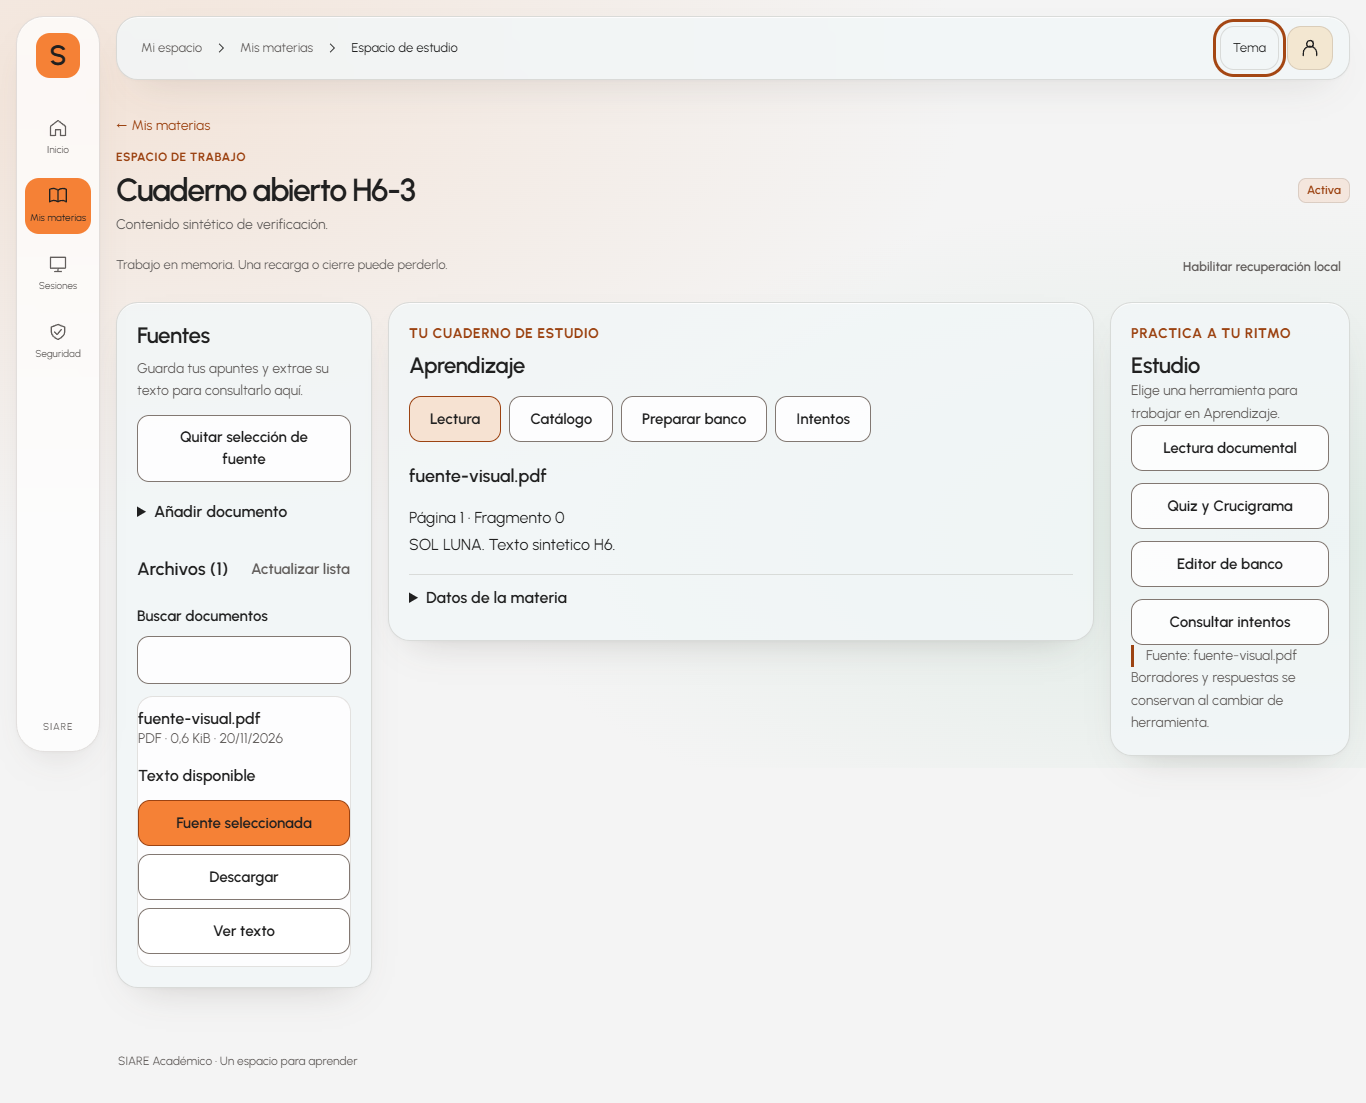 S
Inicio
Mis materias
Sesiones
Seguridad
SIARE
Mi espacio > Mis materias > Espacio de estudio
Tema
← Mis materias
ESPACIO DE TRABAJO
Cuaderno abierto H6-3
Activa
Contenido sintético de verificación.
Trabajo en memoria. Una recarga o cierre puede perderlo.
Habilitar recuperación local
Fuentes
Guarda tus apuntes y extrae su
texto para consultarlo aquí.
Quitar selección de
fuente
Añadir documento
Archivos (1)
Actualizar lista
Buscar documentos
fuente-visual.pdf
PDF · 0,6 KiB · 20/11/2026
Texto disponible
Fuente seleccionada
Descargar
Ver texto
TU CUADERNO DE ESTUDIO
Aprendizaje
Lectura
Catálogo
Preparar banco
Intentos
fuente-visual.pdf
Página 1 · Fragmento 0
SOL LUNA. Texto sintetico H6.
Datos de la materia
PRACTICA A TU RITMO
Estudio
Elige una herramienta para
trabajar en Aprendizaje.
Lectura documental
Quiz y Crucigrama
Editor de banco
Consultar intentos
Fuente: fuente-visual.pdf
Borradores y respuestas se
conservan al cambiar de
herramienta.
SIARE Académico · Un espacio para aprender